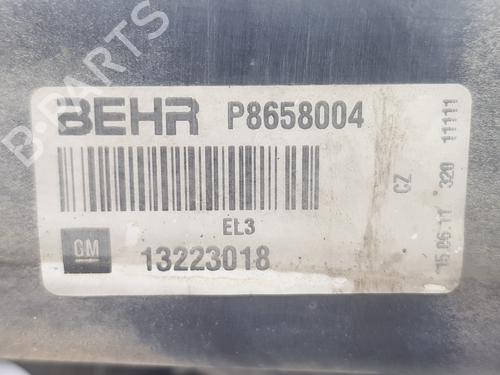 BEHR P8658004
EL3
GM
13223018
CZ
15.06.11 320 11111
B-PARTS